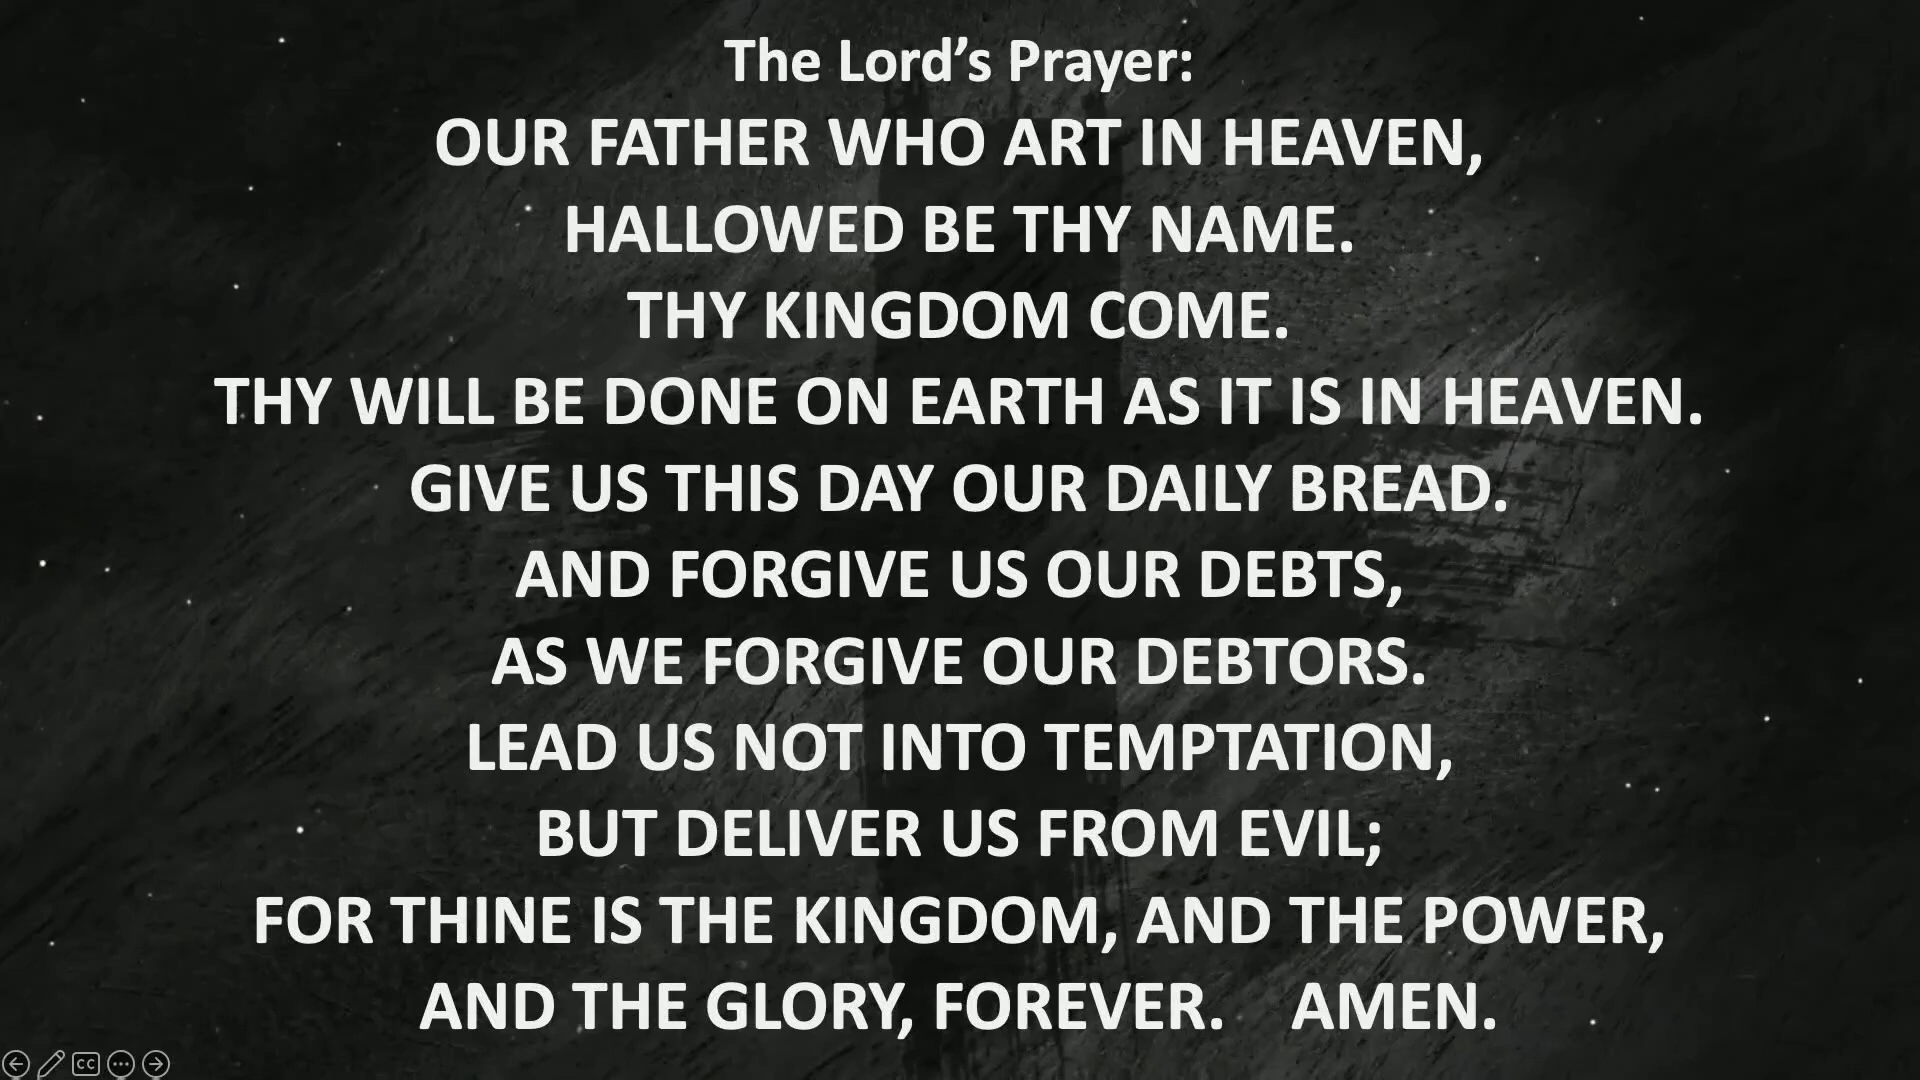 The Lord’s Prayer:
OUR FATHER WHO ART IN HEAVEN,
HALLOWED BE THY NAME.
THY KINGDOM COME.
THY WILL BE DONE ON EARTH AS IT IS IN HEAVEN.
GIVE US THIS DAY OUR DAILY BREAD.
AND FORGIVE US OUR DEBTS,
AS WE FORGIVE OUR DEBTORS.
LEAD US NOT INTO TEMPTATION,
BUT DELIVER US FROM EVIL;
FOR THINE IS THE KINGDOM, AND THE POWER,
AND THE GLORY, FOREVER.    AMEN.
CC